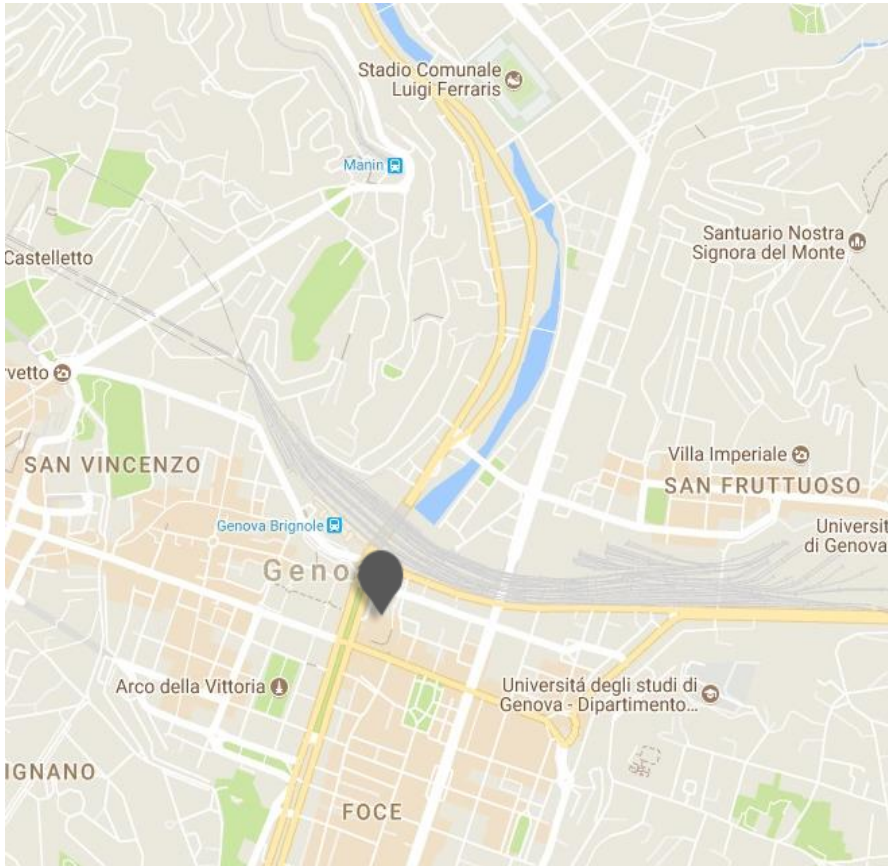 Stadio Comunale
Luigi Ferraris
Manin
Santuario Nostra
Signora del Monte
Castelletto
rvetto
Villa Imperiale
SAN VINCENZO
SAN FRUTTUOSO
Genova Brignole
Universit
di Genova
Geno
Arco della Vittoria
Universitá degli studi di
Genova - Dipartimento...
IGNANO
FOCE